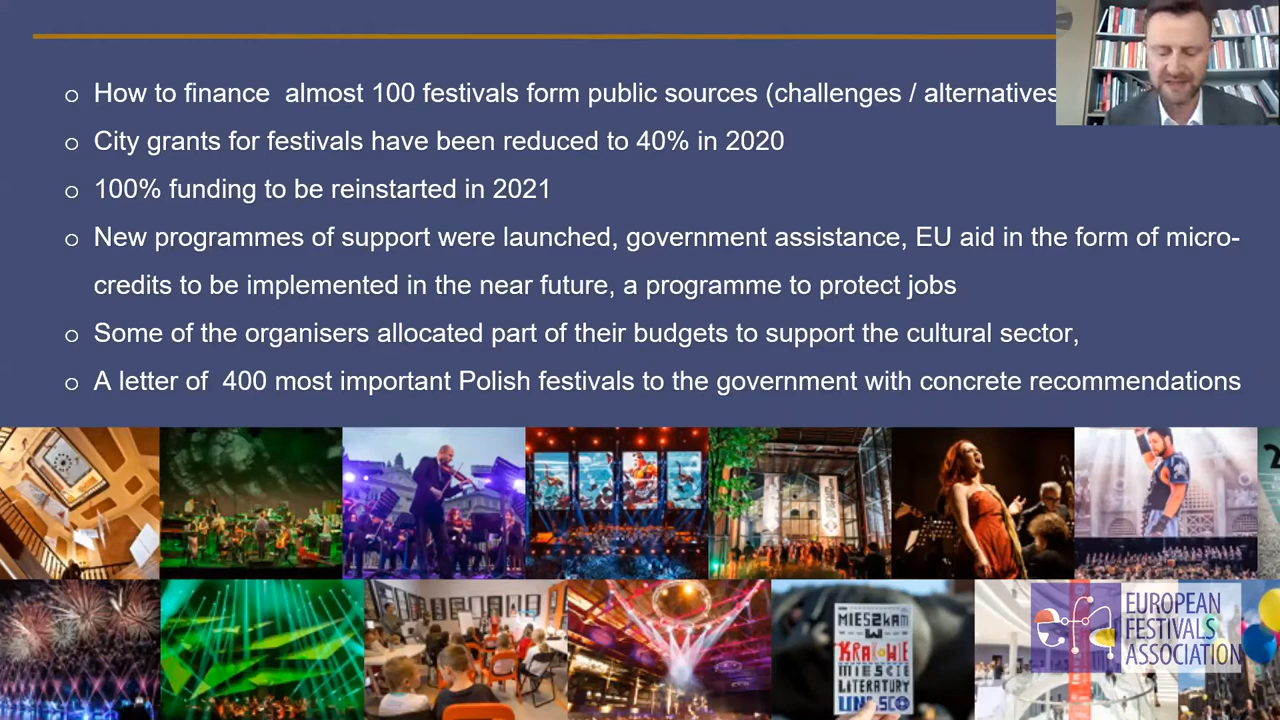 How to finance  almost 100 festivals form public sources (challenges / alternatives
City grants for festivals have been reduced to 40% in 2020
100% funding to be reinstarted in 2021
New programmes of support were launched, government assistance, EU aid in the form of micro-
credits to be implemented in the near future, a programme to protect jobs
Some of the organisers allocated part of their budgets to support the cultural sector,
A letter of  400 most important Polish festivals to the government with concrete recommendations
MIESZKAM
W
KRAKOWIE
MIEŚCIE
LITERATURY
UNESCO
efa
EUROPEAN
FESTIVALS
ASSOCIATION